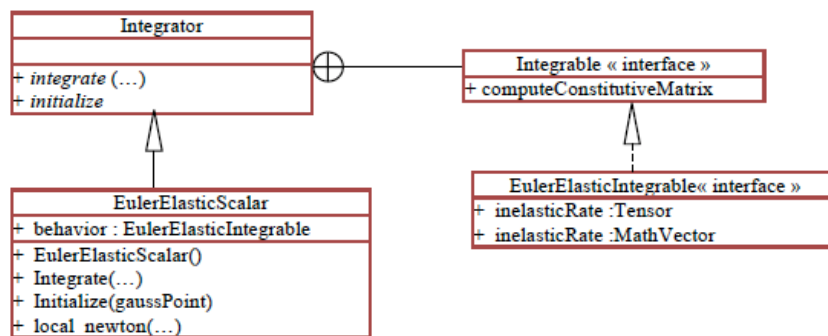 Integrator
+ integrate (...)
+ initialize
Integrable « interface »
+ computeConstitutiveMatrix
EulerElasticScalar
+ behavior : EulerElasticIntegrable
+ EulerElasticScalar()
+ Integrate(…)
+ Initialize(gaussPoint)
+ local_newton(…)
EulerElasticIntegrable« interface »
+ inelasticRate :Tensor
+ inelasticRate :MathVector